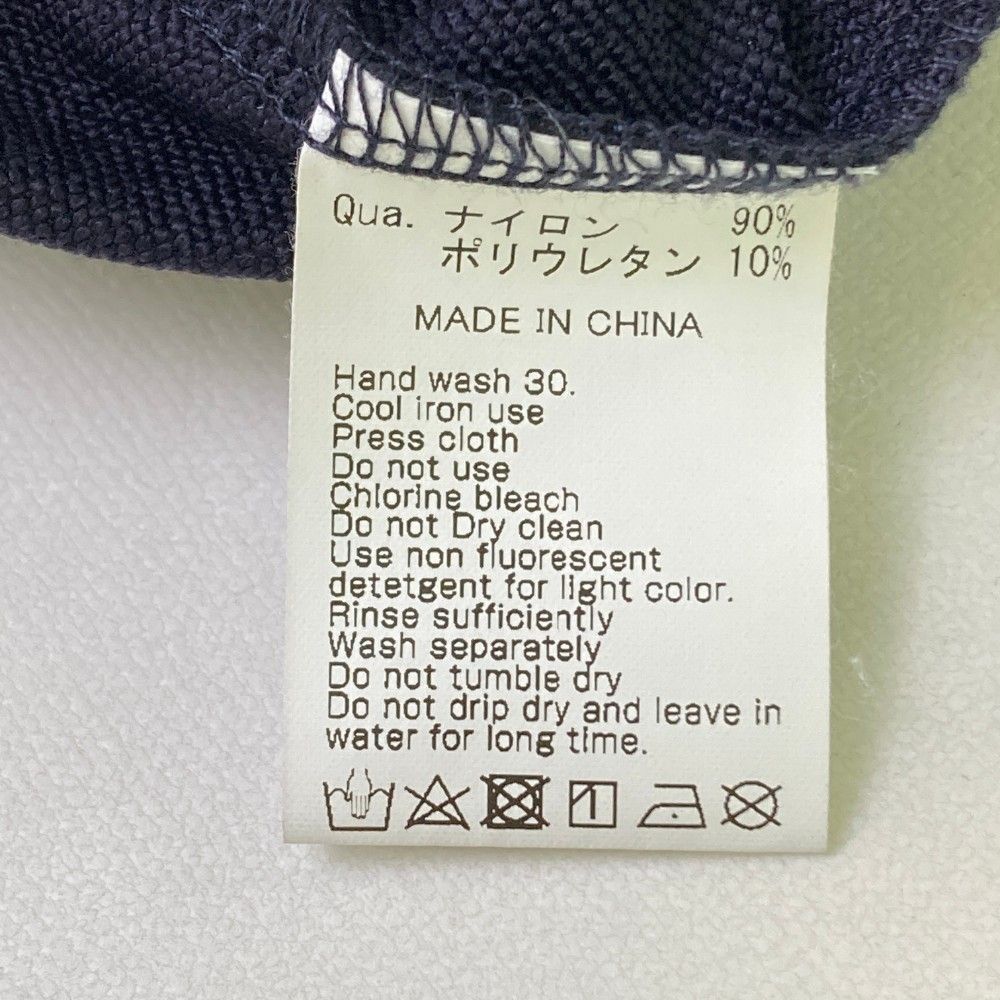 Qua. ナイロン 90%
ポリウレタン 10%
MADE IN CHINA
Hand wash 30.
Cool iron use
Press cloth
Do not use
Chlorine bleach
Do not Dry clean
Use non fluorescent
detetgent for light color.
Rinse sufficiently
Wash separately
Do not tumble dry
Do not drip dry and leave in
water for long time.